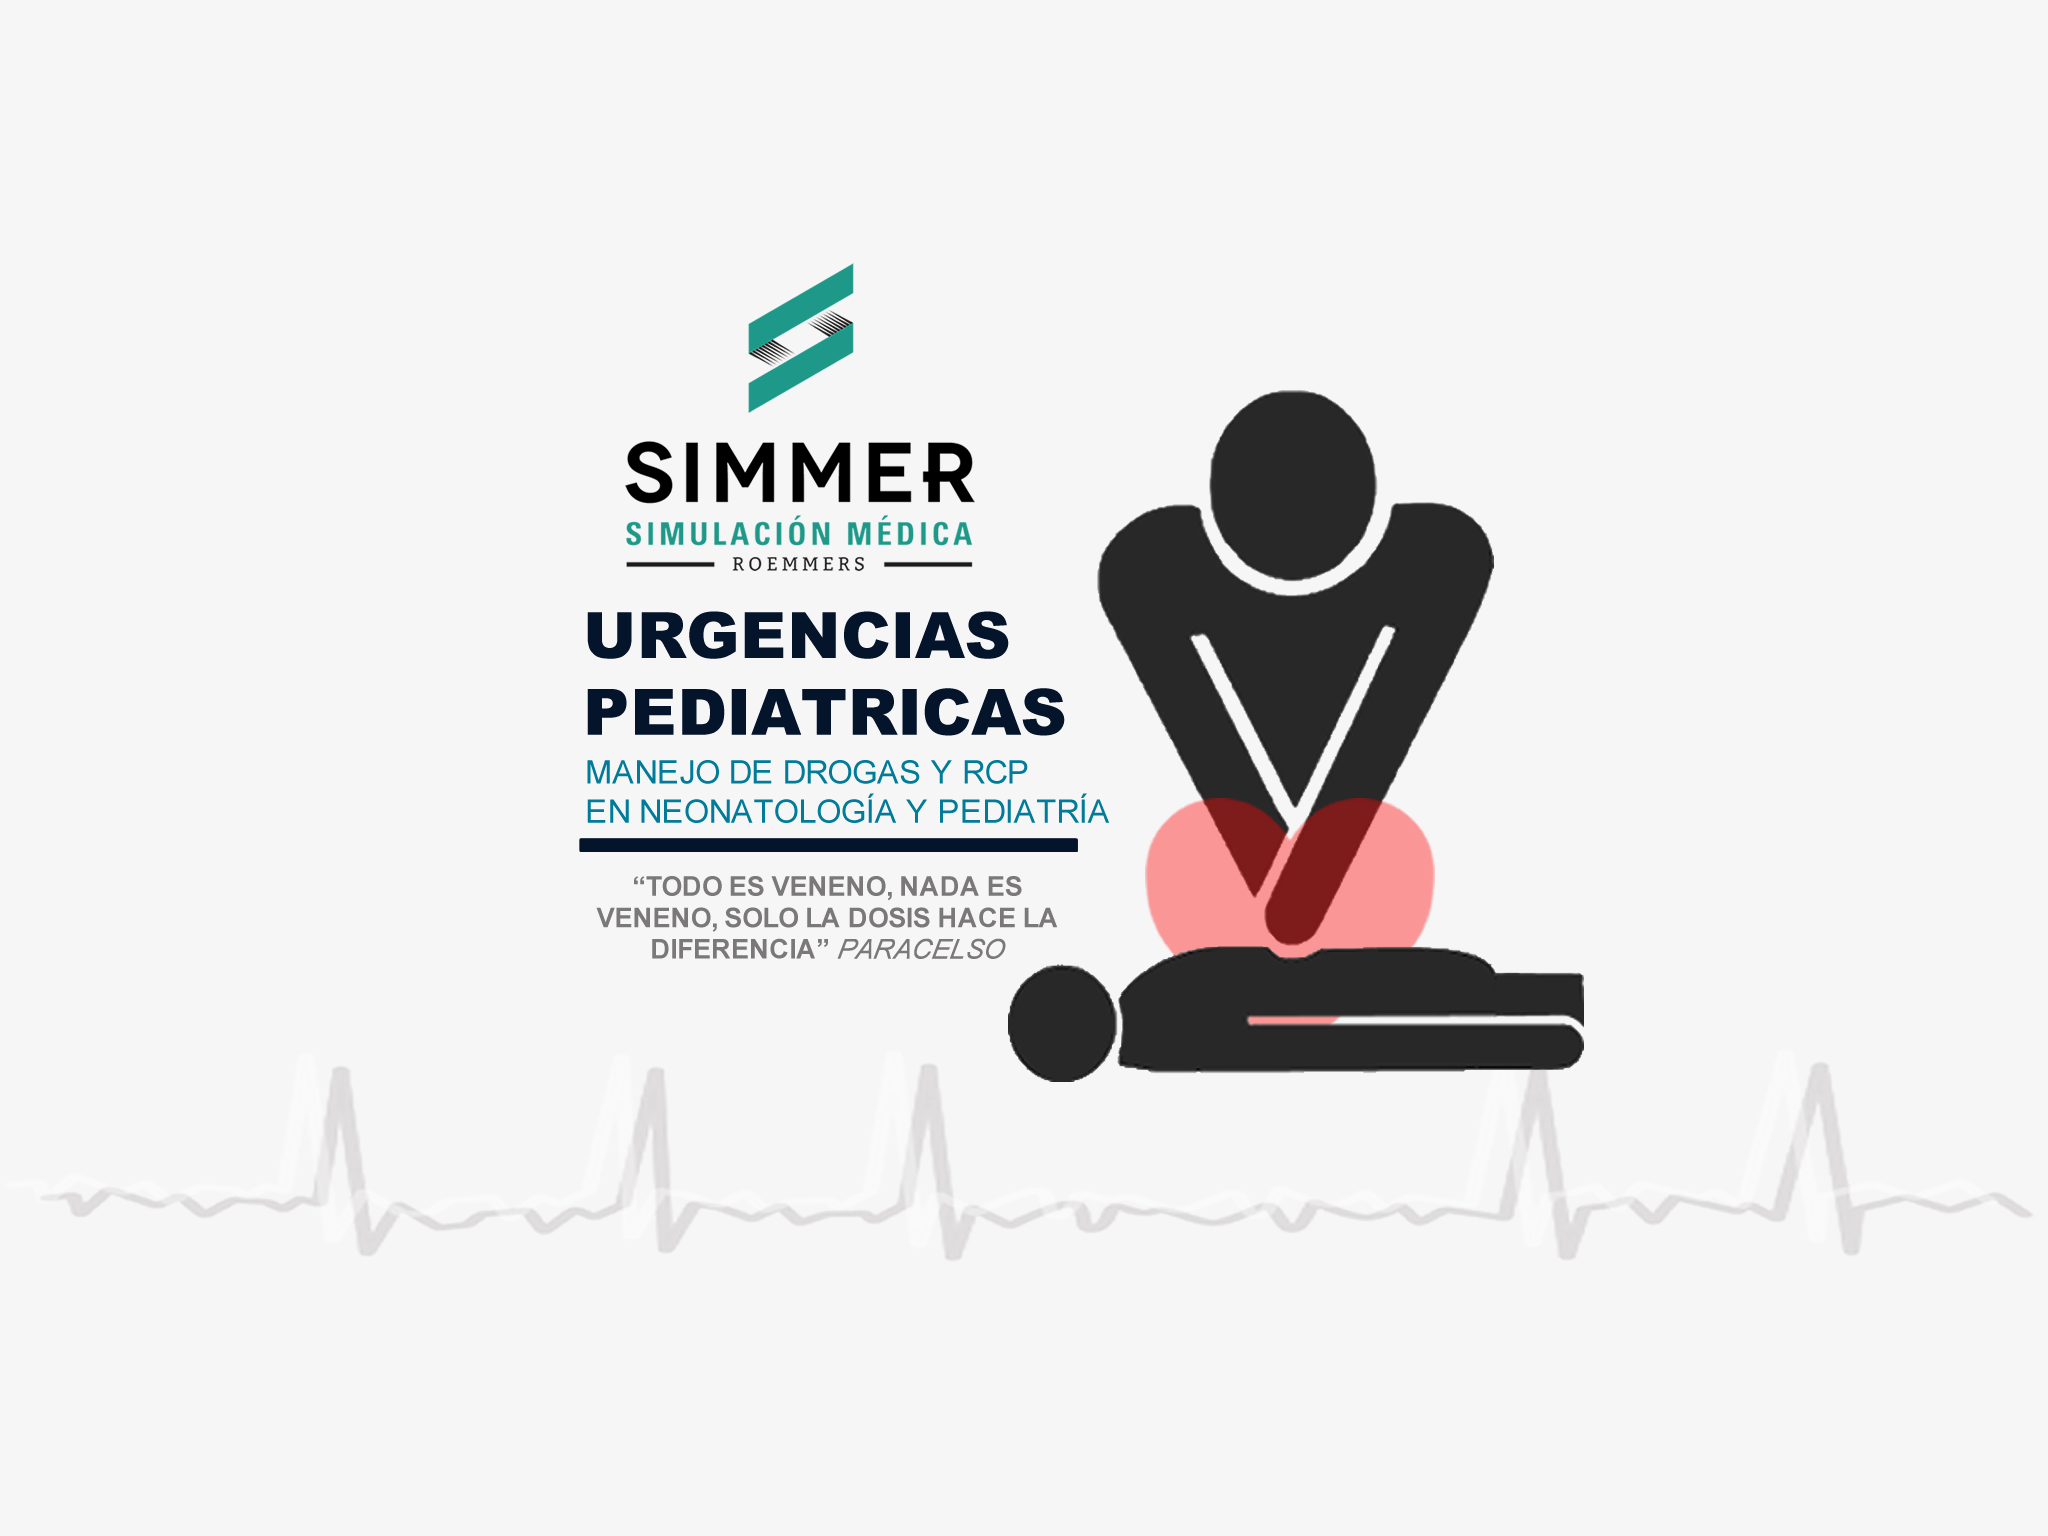 SIMMER
SIMULACIÓN MÉDICA
ROEMMERS
URGENCIAS
PEDIATRICAS
MANEJO DE DROGAS Y RCP
EN NEONATOLOGÍA Y PEDIATRÍA
“TODO ES VENENO, NADA ES
VENENO, SOLO LA DOSIS HACE LA
DIFERENCIA” PARACELSO